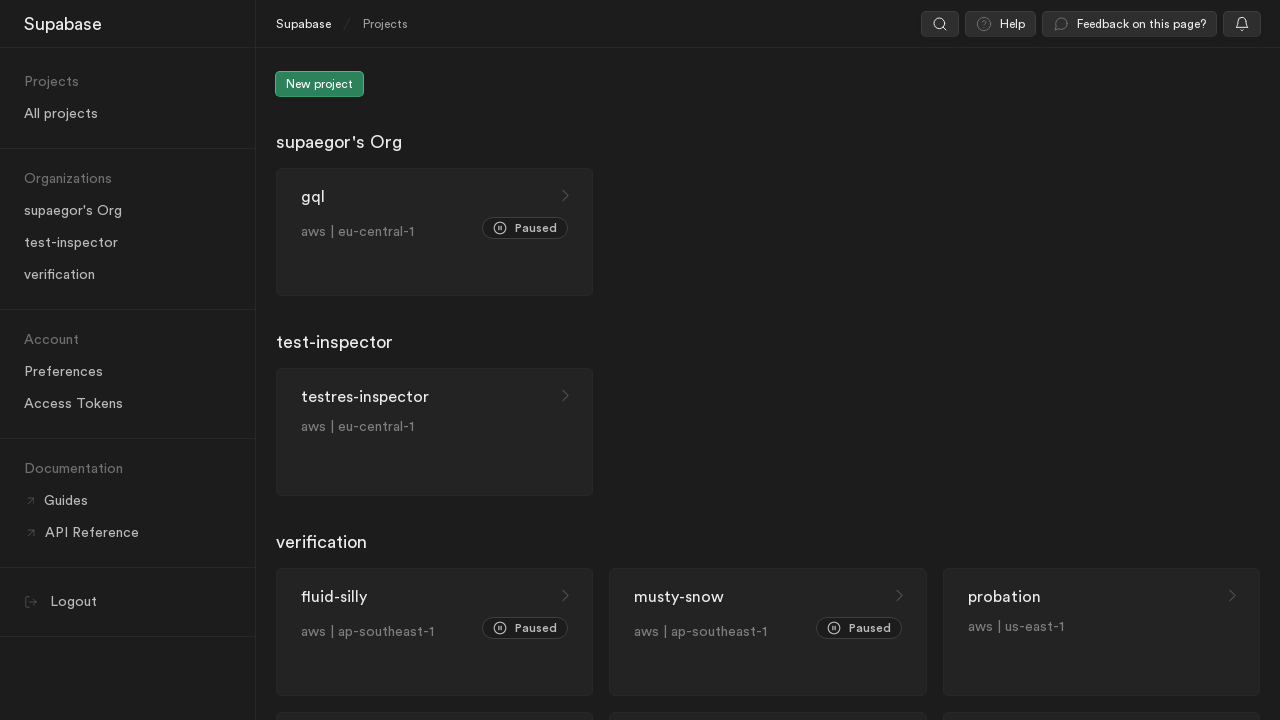 Supabase
Projects
All projects
Organizations
supaegor's Org
test-inspector
verification
Account
Preferences
Access Tokens
Documentation
Guides
API Reference
Logout
Supabase / Projects
Help
Feedback on this page?
New project
supaegor's Org
gql
aws | eu-central-1
Paused
test-inspector
testres-inspector
aws | eu-central-1
verification
fluid-silly
aws | ap-southeast-1
Paused
musty-snow
aws | ap-southeast-1
Paused
probation
aws | us-east-1